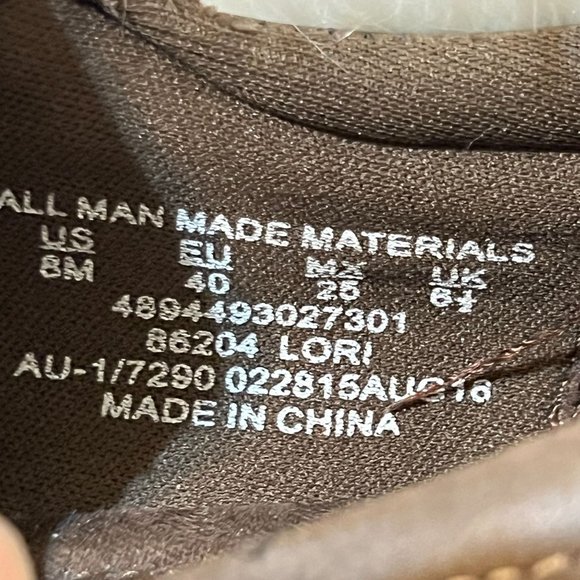 ALL MAN MADE MATERIALS
US EU MX UK
8M 40 25 6½
4894493027301
86204 LORI
AU-1/7290 022815AUG16
MADE IN CHINA